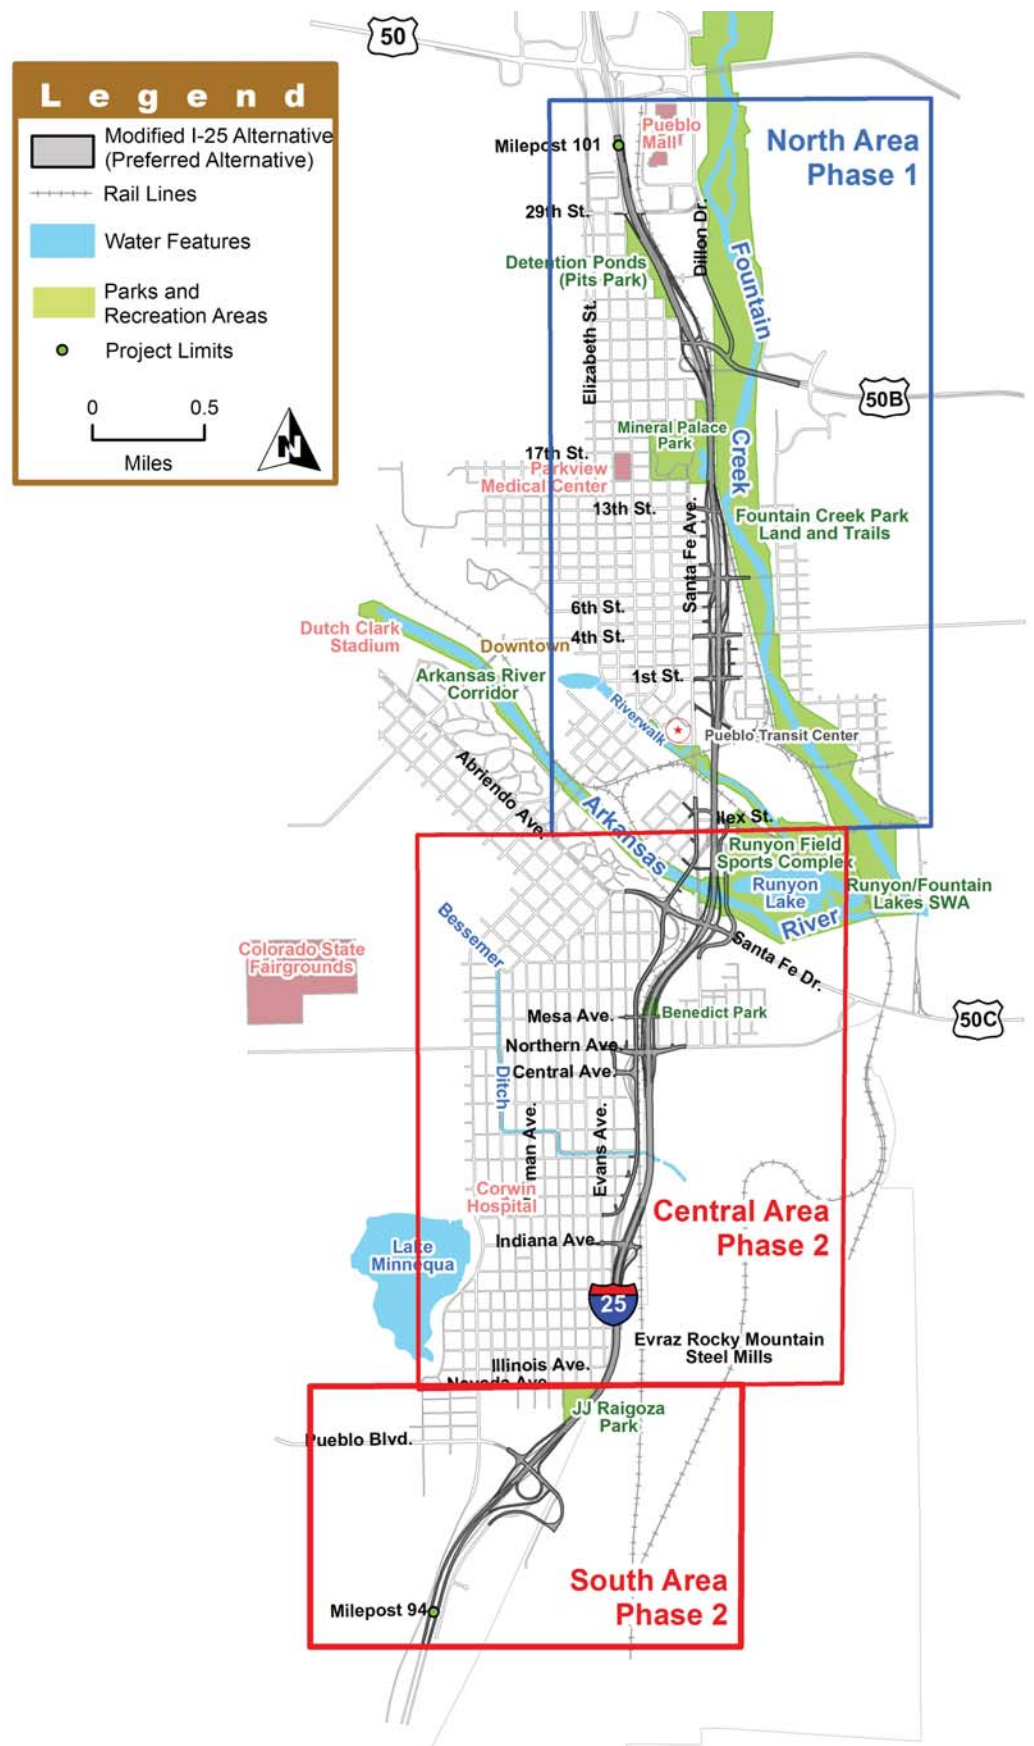 50
Legend
Modified I-25 Alternative
(Preferred Alternative)
Rail Lines
Water Features
Parks and
Recreation Areas
Project Limits
0 0.5
Miles
N
North Area
Phase 1
Pueblo
Mall
Milepost 101
29th St.
Dillon Dr.
Detention Ponds
(Pits Park)
Fountain
Elizabeth St.
50B
Mineral Palace
Park
Creek
17th St.
Parkview
Medical Center
13th St.
Santa Fe Ave.
Fountain Creek Park
Land and Trails
6th St.
Dutch Clark
Stadium
Downtown
4th St.
Arkansas River
Corridor
1st St.
Riverwalk
Pueblo Transit Center
Abriendo Ave.
Arkansas
Ilex St.
Runyon Field
Sports Complex
Runyon
Lake
Runyon/Fountain
Lakes SWA
River
Bessemer
Santa Fe Dr.
Colorado State
Fairgrounds
50C
Mesa Ave.
Benedict Park
Northern Ave.
Central Ave.
Ditch
man Ave.
Evans Ave.
Corwin
Hospital
Central Area
Phase 2
Indiana Ave.
Lake
Minnequa
25
Evraz Rocky Mountain
Steel Mills
Illinois Ave.
Nevada Ave.
JJ Raigoza
Park
Pueblo Blvd.
South Area
Phase 2
Milepost 94